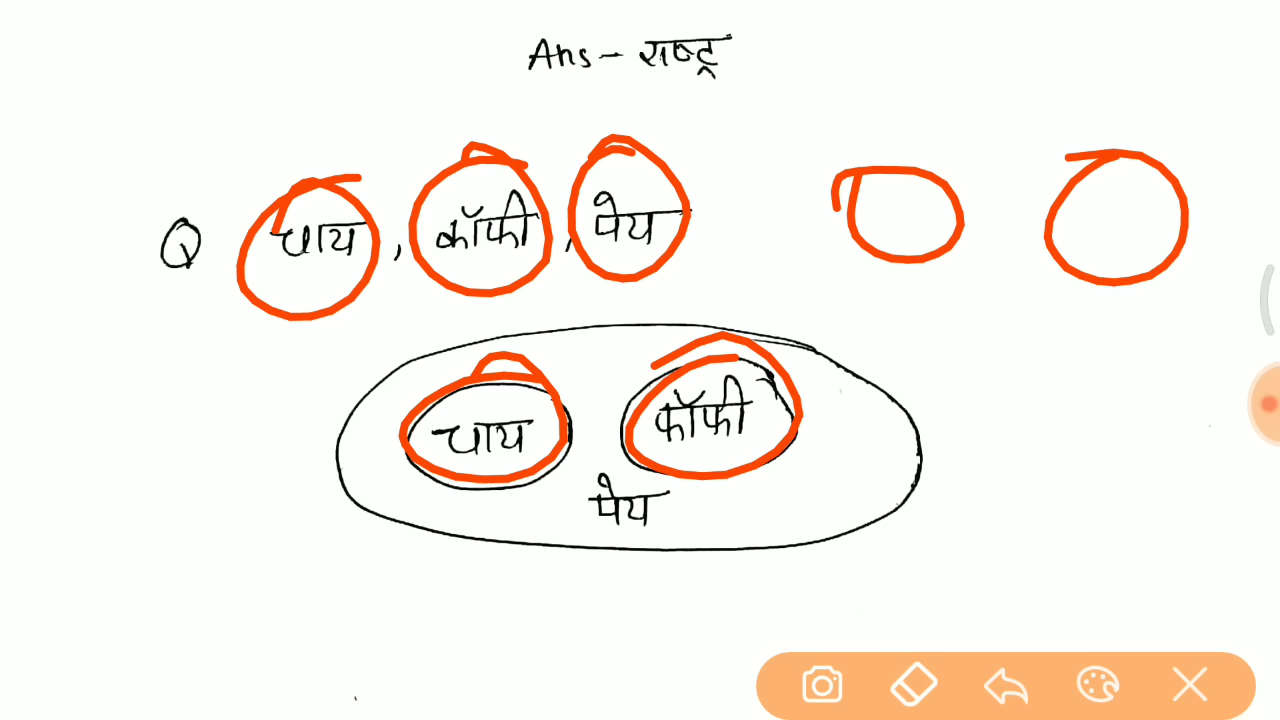 Ans - राष्ट्र
Q चाय , कॉफी , पेय
चाय कॉफी
पेय